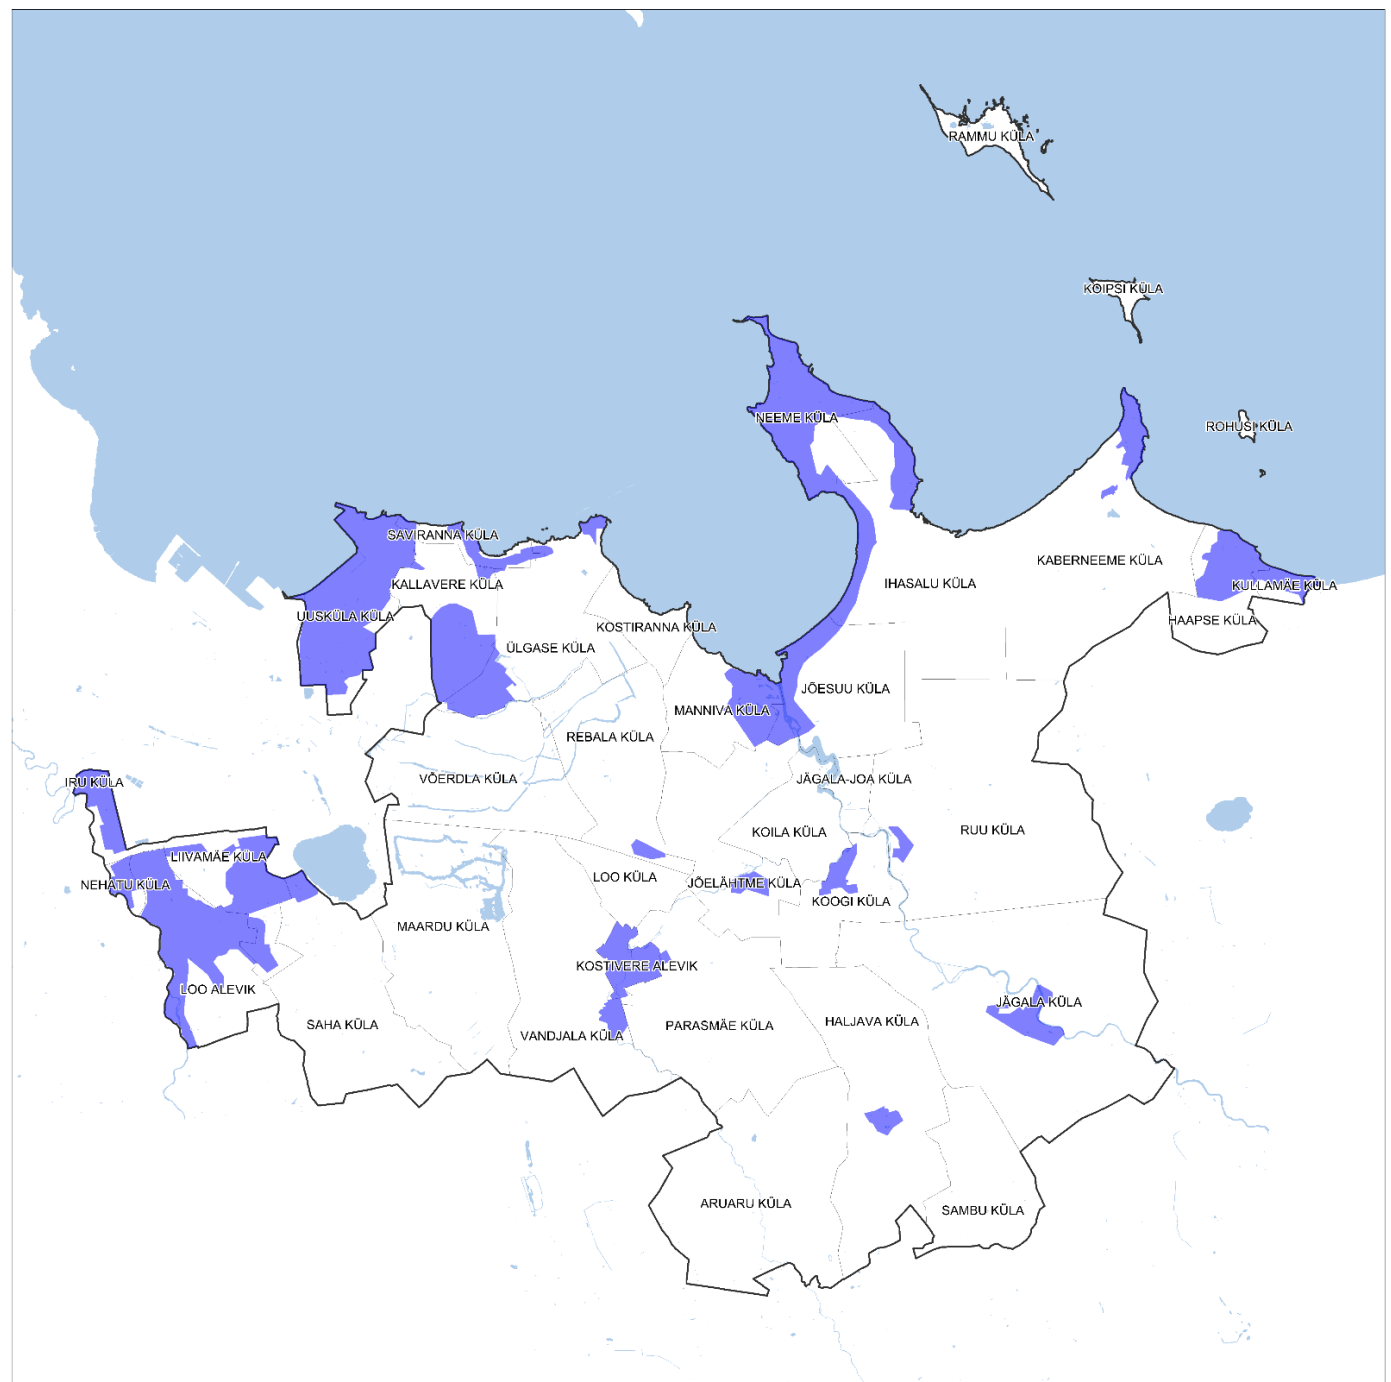 RAMMU KÜLA
KOIPSI KÜLA
NEEME KÜLA
ROHUSI KÜLA
SAVIRANNA KÜLA
KABERNEEME KÜLA
KALLAVERE KÜLA
IHASALU KÜLA
KULLAMÄE KÜLA
UUSKÜLA KÜLA
HAAPSE KÜLA
KOSTIRANNA KÜLA
ÜLGASE KÜLA
JÕESUU KÜLA
MANNIVA KÜLA
REBALA KÜLA
IRU KÜLA
VÕERDLA KÜLA
JÄGALA-JOA KÜLA
KOILA KÜLA
RUU KÜLA
LIIVAMÄE KÜLA
NEHATU KÜLA
LOO KÜLA
JÕELÄHTME KÜLA
KOOGI KÜLA
MAARDU KÜLA
KOSTIVERE ALEVIK
LOO ALEVIK
JÄGALA KÜLA
SAHA KÜLA
VANDJALA KÜLA
PARASMÄE KÜLA
HALJAVA KÜLA
ARUARU KÜLA
SAMBU KÜLA